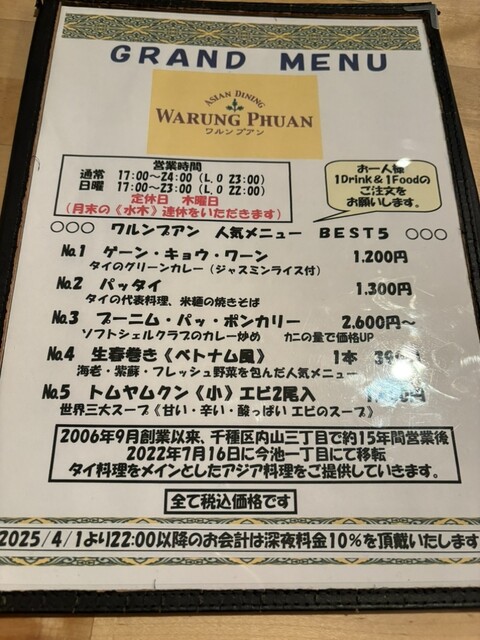 GRAND MENU
ASIAN DINING
WARUNG PHUAN
ワルンプアン
営業時間
通常 17:00~24:00 (L.O 23:00)
日曜 17:00~23:00 (L.O 22:00)
定休日 木曜日
(月末の《水木》連休をいただきます)
お一人様
1Drink&1Foodの
ご注文を
お願いします。
○○○ ワルンプアン 人気メニュー BEST5 ○○○
No.1 ゲーン・キョウ・ワーン 1.200円
タイのグリーンカレー(ジャスミンライス付)
No.2 パッタイ 1.300円
タイの代表料理、米麺の焼きそば
No.3 プーニム・パッ・ポンカリー 2.600円~
ソフトシェルクラブのカレー炒め カニの量で価格UP
No.4 生春巻き《ベトナム風》 1本 円
海老・紫蘇・フレッシュ野菜を包んだ人気メニュー
No.5 トムヤムクン《小》エビ2尾入 円
世界三大スープ《甘い・辛い・酸っぱい エビのスープ》
2006年9月創業以来、千種区内山三丁目で約15年間営業後
2022年7月16日に今池一丁目にて移転
タイ料理をメインとしたアジア料理をご提供していきます。
全て税込価格です
2025/4/1より22:00以降のお会計は深夜料金10%を頂戴いたします